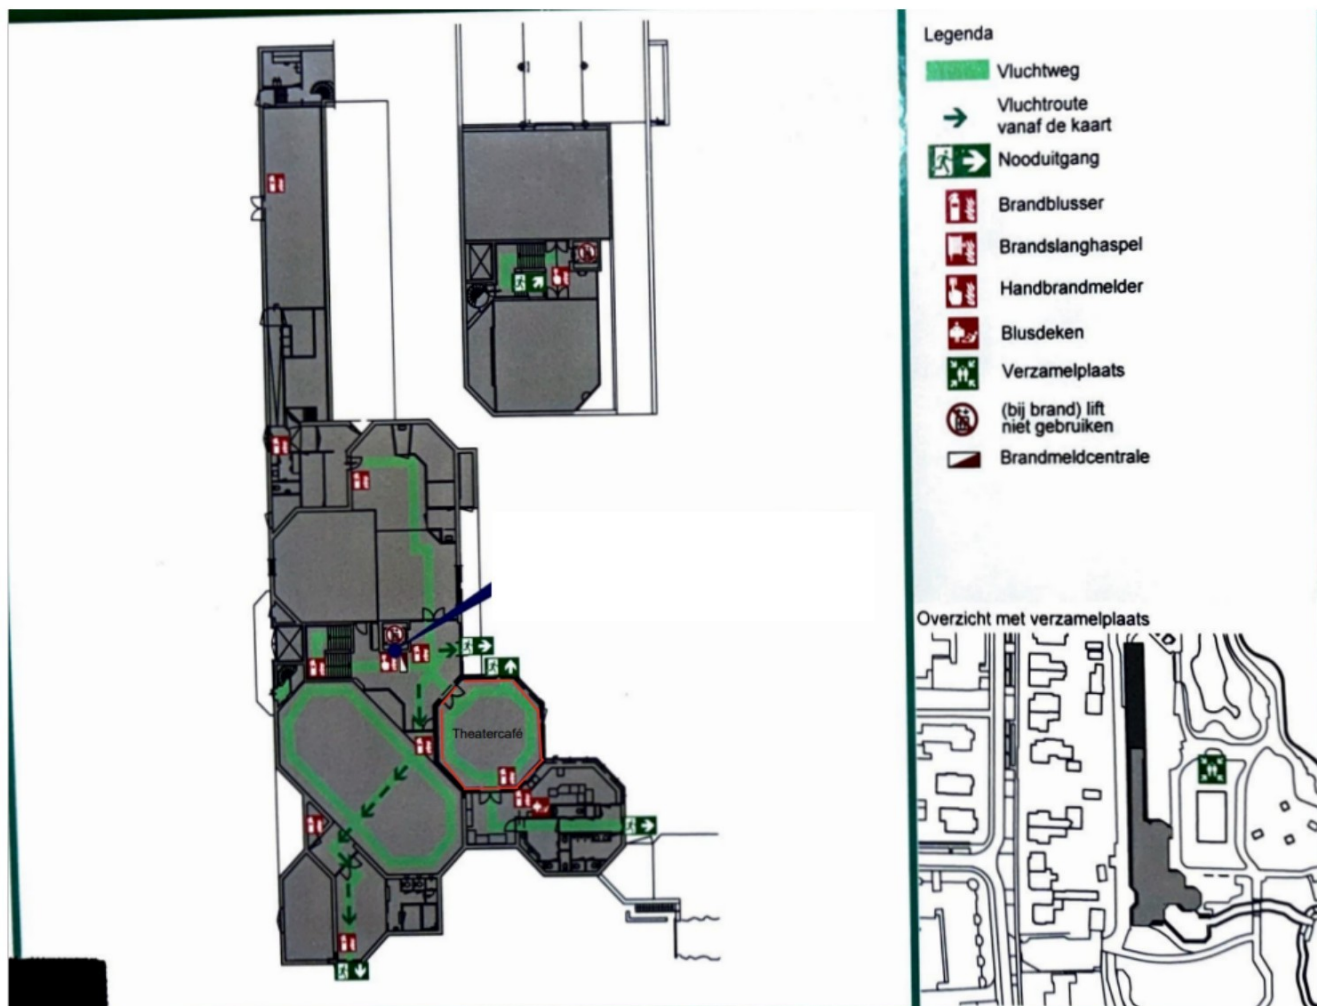 Legenda
Vluchtweg
Vluchtroute
vanaf de kaart
Nooduitgang
Brandblusser
Brandslanghaspel
Handbrandmelder
Blusdeken
Verzamelplaats
(bij brand) lift
niet gebruiken
Brandmeldcentrale
Theatercafé
Overzicht met verzamelplaats